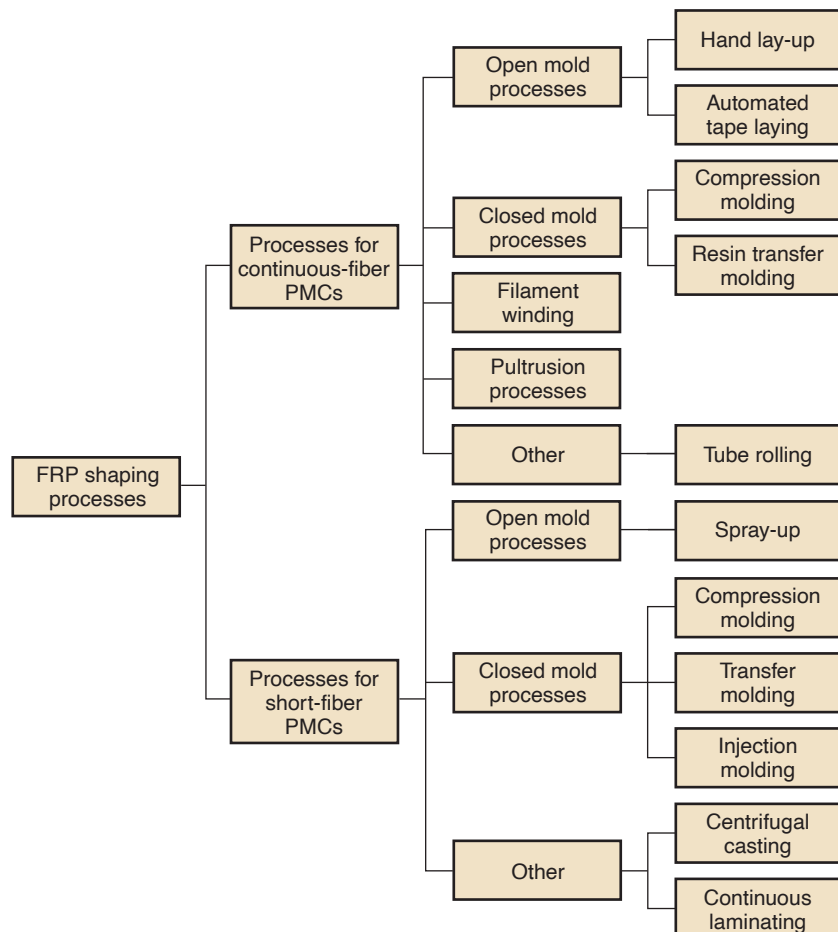 Hand lay-up
Open mold
processes
Automated
tape laying
Compression
molding
Processes for
continuous-fiber
PMCs
Closed mold
processes
Resin transfer
molding
Filament
winding
Pultrusion
processes
FRP shaping
processes
Other
Tube rolling
Open mold
processes
Spray-up
Compression
molding
Processes for
short-fiber
PMCs
Closed mold
processes
Transfer
molding
Injection
molding
Centrifugal
casting
Other
Continuous
laminating